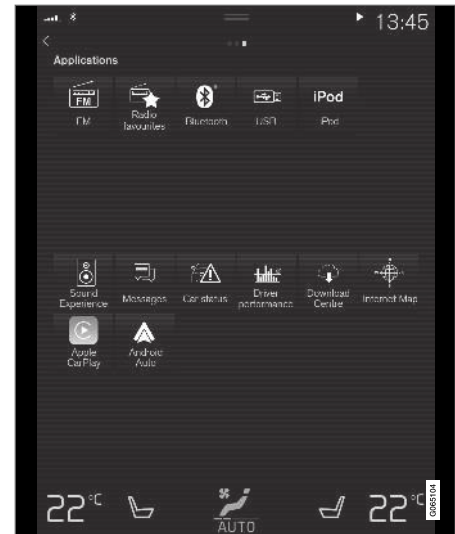 13:45
Applications
FM
FM
Radio
favourites
Bluetooth
USB
iPod
iPod
Sound
Experience
Messages
Car status
Driver
performance
Download
Centre
Internet Map
Apple
CarPlay
Android
Auto
22°C
22°C
AUTO
G065104